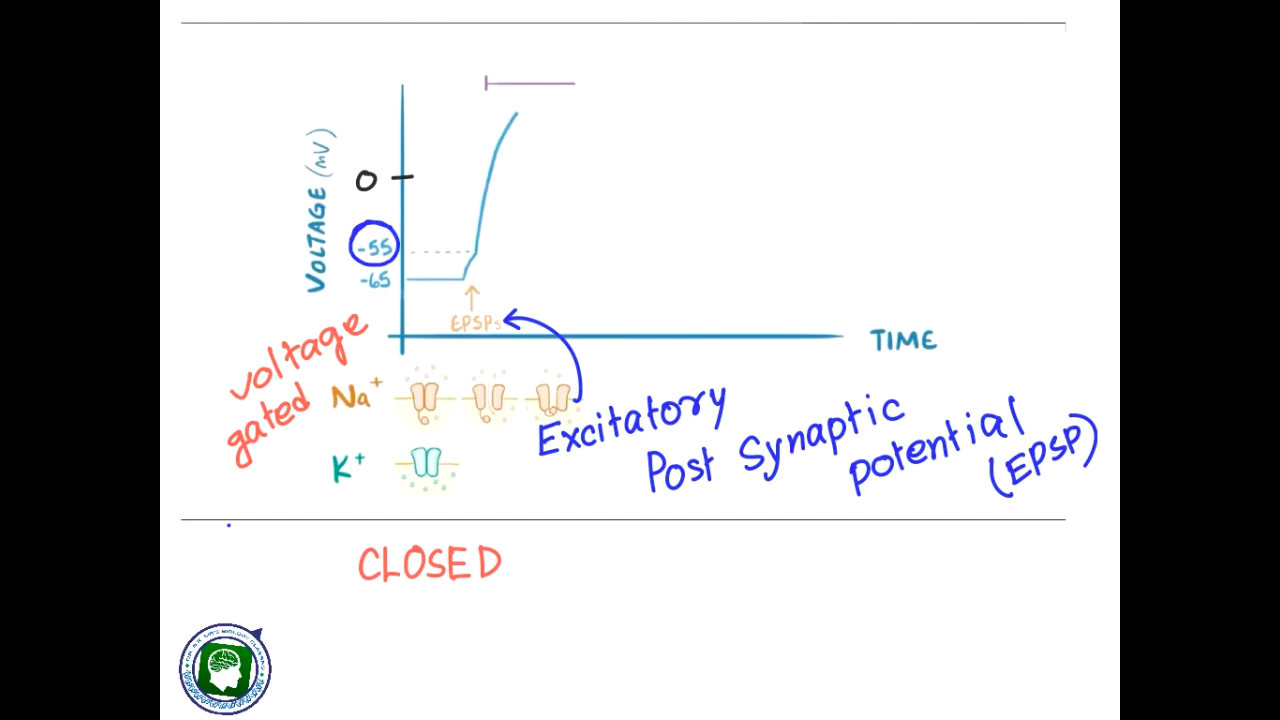 VOLTAGE (mV)
0
-55
-65
EPSPs
TIME
voltage
gated
Na+
K+
Excitatory
Post Synaptic
potential
(EPSP)
CLOSED